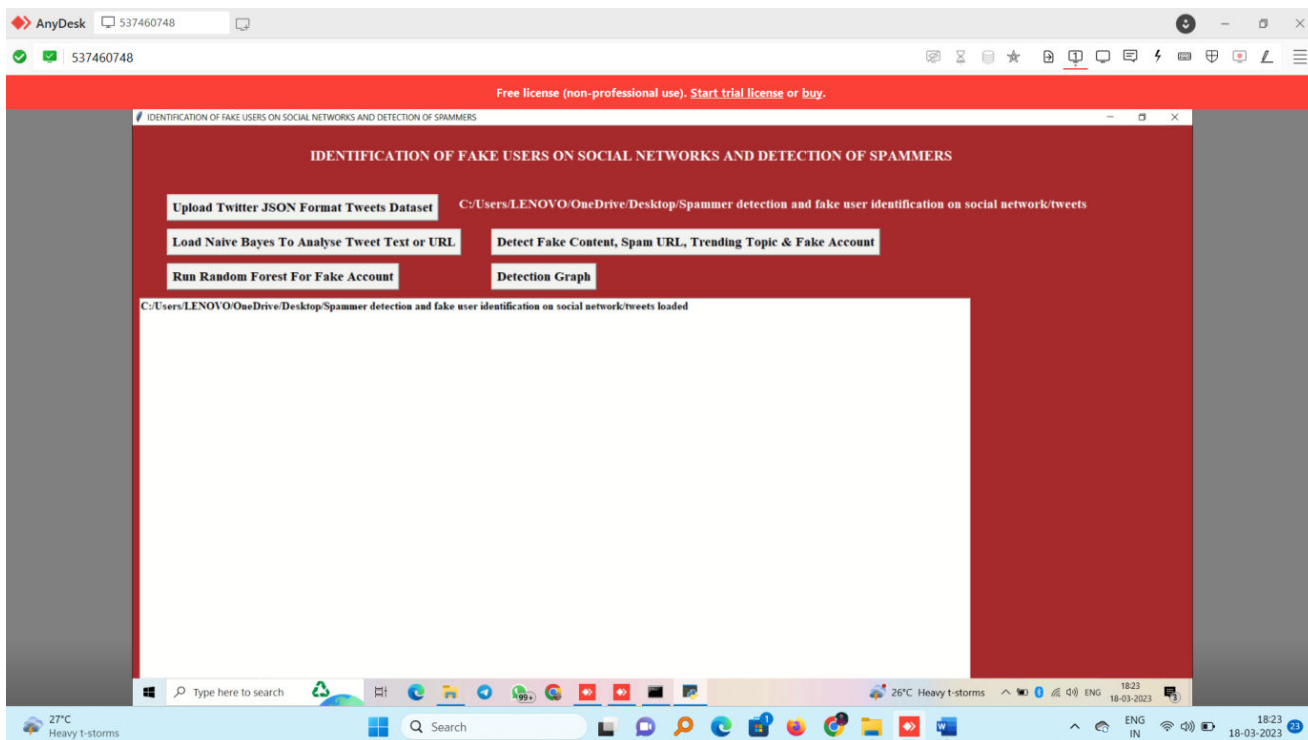 AnyDesk 537460748
537460748
Free license (non-professional use). Start trial license or buy.
IDENTIFICATION OF FAKE USERS ON SOCIAL NETWORKS AND DETECTION OF SPAMMERS
IDENTIFICATION OF FAKE USERS ON SOCIAL NETWORKS AND DETECTION OF SPAMMERS
Upload Twitter JSON Format Tweets Dataset C:/Users/LENOVO/OneDrive/Desktop/Spammer detection and fake user identification on social network/tweets
Load Naive Bayes To Analyse Tweet Text or URL Detect Fake Content, Spam URL, Trending Topic & Fake Account
Run Random Forest For Fake Account Detection Graph
C:/Users/LENOVO/OneDrive/Desktop/Spammer detection and fake user identification on social network/tweets loaded
Type here to search 99+ 26°C Heavy t-storms ENG 18:23
18-03-2023 3
27°C Search ENG 18:23
Heavy t-storms IN 18-03-2023 23